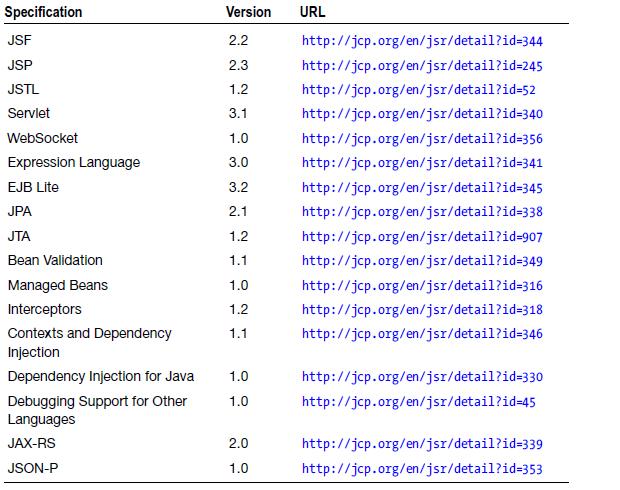 Specification Version URL
JSF 2.2 http://jcp.org/en/jsr/detail?id=344
JSP 2.3 http://jcp.org/en/jsr/detail?id=245
JSTL 1.2 http://jcp.org/en/jsr/detail?id=52
Servlet 3.1 http://jcp.org/en/jsr/detail?id=340
WebSocket 1.0 http://jcp.org/en/jsr/detail?id=356
Expression Language 3.0 http://jcp.org/en/jsr/detail?id=341
EJB Lite 3.2 http://jcp.org/en/jsr/detail?id=345
JPA 2.1 http://jcp.org/en/jsr/detail?id=338
JTA 1.2 http://jcp.org/en/jsr/detail?id=907
Bean Validation 1.1 http://jcp.org/en/jsr/detail?id=349
Managed Beans 1.0 http://jcp.org/en/jsr/detail?id=316
Interceptors 1.2 http://jcp.org/en/jsr/detail?id=318
Contexts and Dependency 1.1 http://jcp.org/en/jsr/detail?id=346
Injection
Dependency Injection for Java 1.0 http://jcp.org/en/jsr/detail?id=330
Debugging Support for Other 1.0 http://jcp.org/en/jsr/detail?id=45
Languages
JAX-RS 2.0 http://jcp.org/en/jsr/detail?id=339
JSON-P 1.0 http://jcp.org/en/jsr/detail?id=353